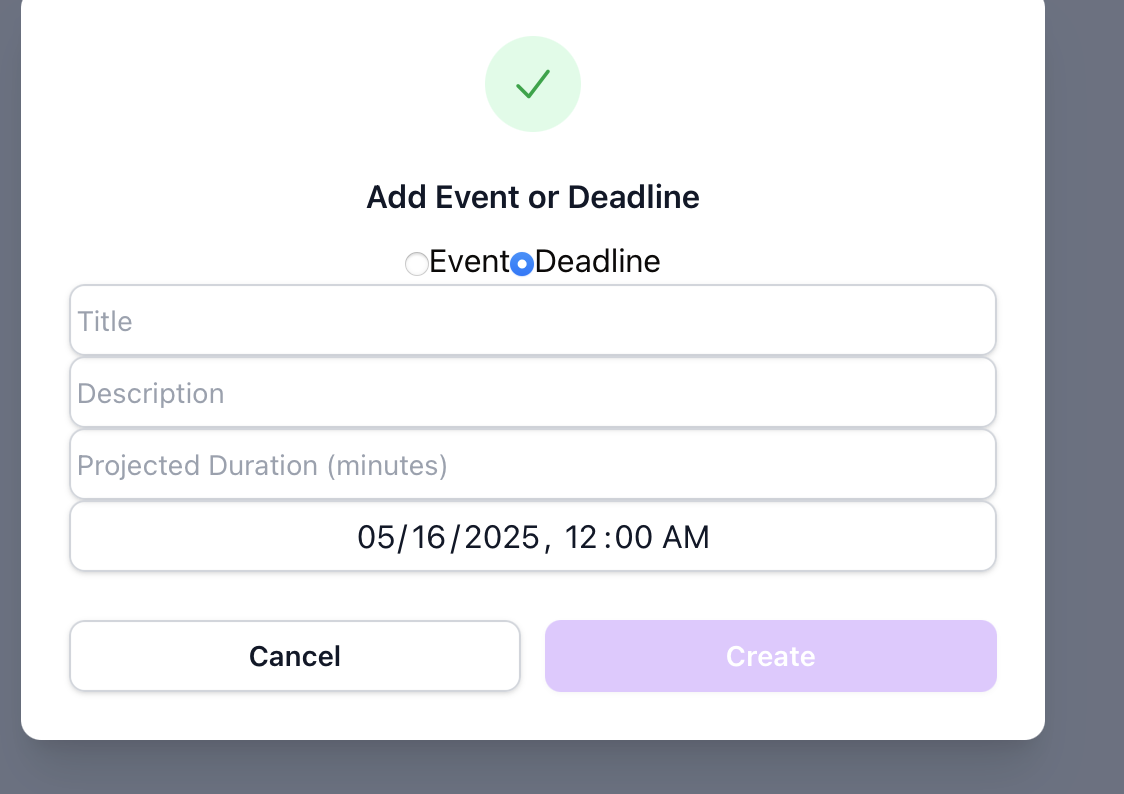 Add Event or Deadline
Event Deadline
Title
Description
Projected Duration (minutes)
05/16/2025, 12:00 AM
Cancel Create